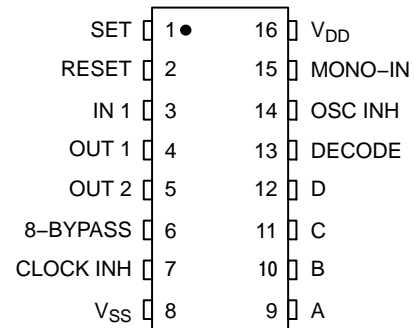 SET 1 16 VDD
RESET 2 15 MONO–IN
IN 1 3 14 OSC INH
OUT 1 4 13 DECODE
OUT 2 5 12 D
8–BYPASS 6 11 C
CLOCK INH 7 10 B
VSS 8 9 A